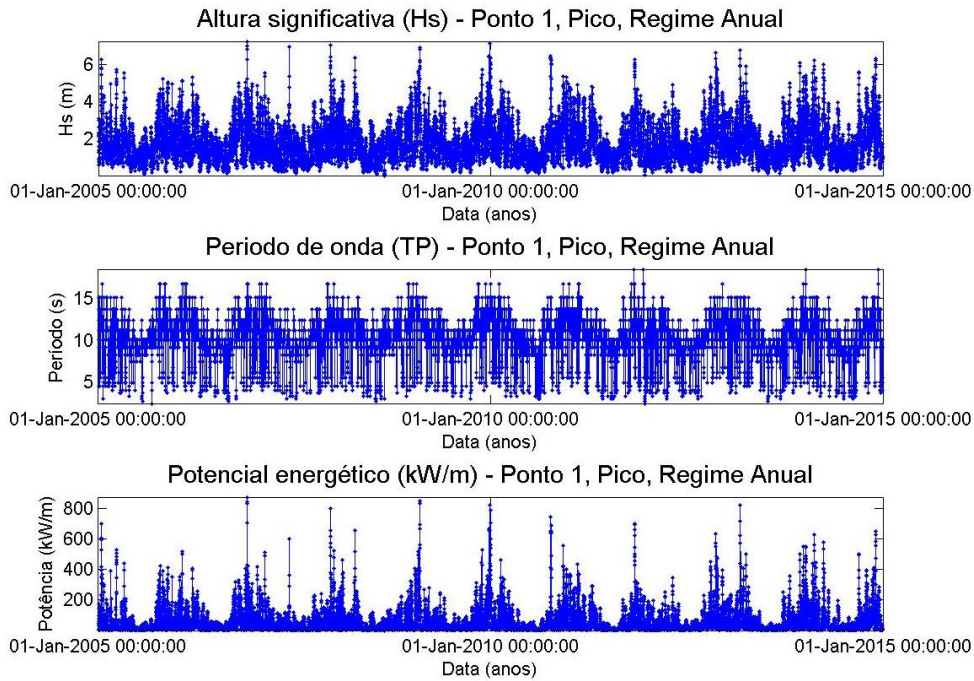 Altura significativa (Hs) - Ponto 1, Pico, Regime Anual
Hs (m)
6
4
2
01-Jan-2005 00:00:00 01-Jan-2010 00:00:00 01-Jan-2015 00:00:00
Data (anos)
Periodo de onda (TP) - Ponto 1, Pico, Regime Anual
Período (s)
15
10
5
01-Jan-2005 00:00:00 01-Jan-2010 00:00:00 01-Jan-2015 00:00:00
Data (anos)
Potencial energético (kW/m) - Ponto 1, Pico, Regime Anual
Potência (kW/m)
800
600
400
200
01-Jan-2005 00:00:00 01-Jan-2010 00:00:00 01-Jan-2015 00:00:00
Data (anos)